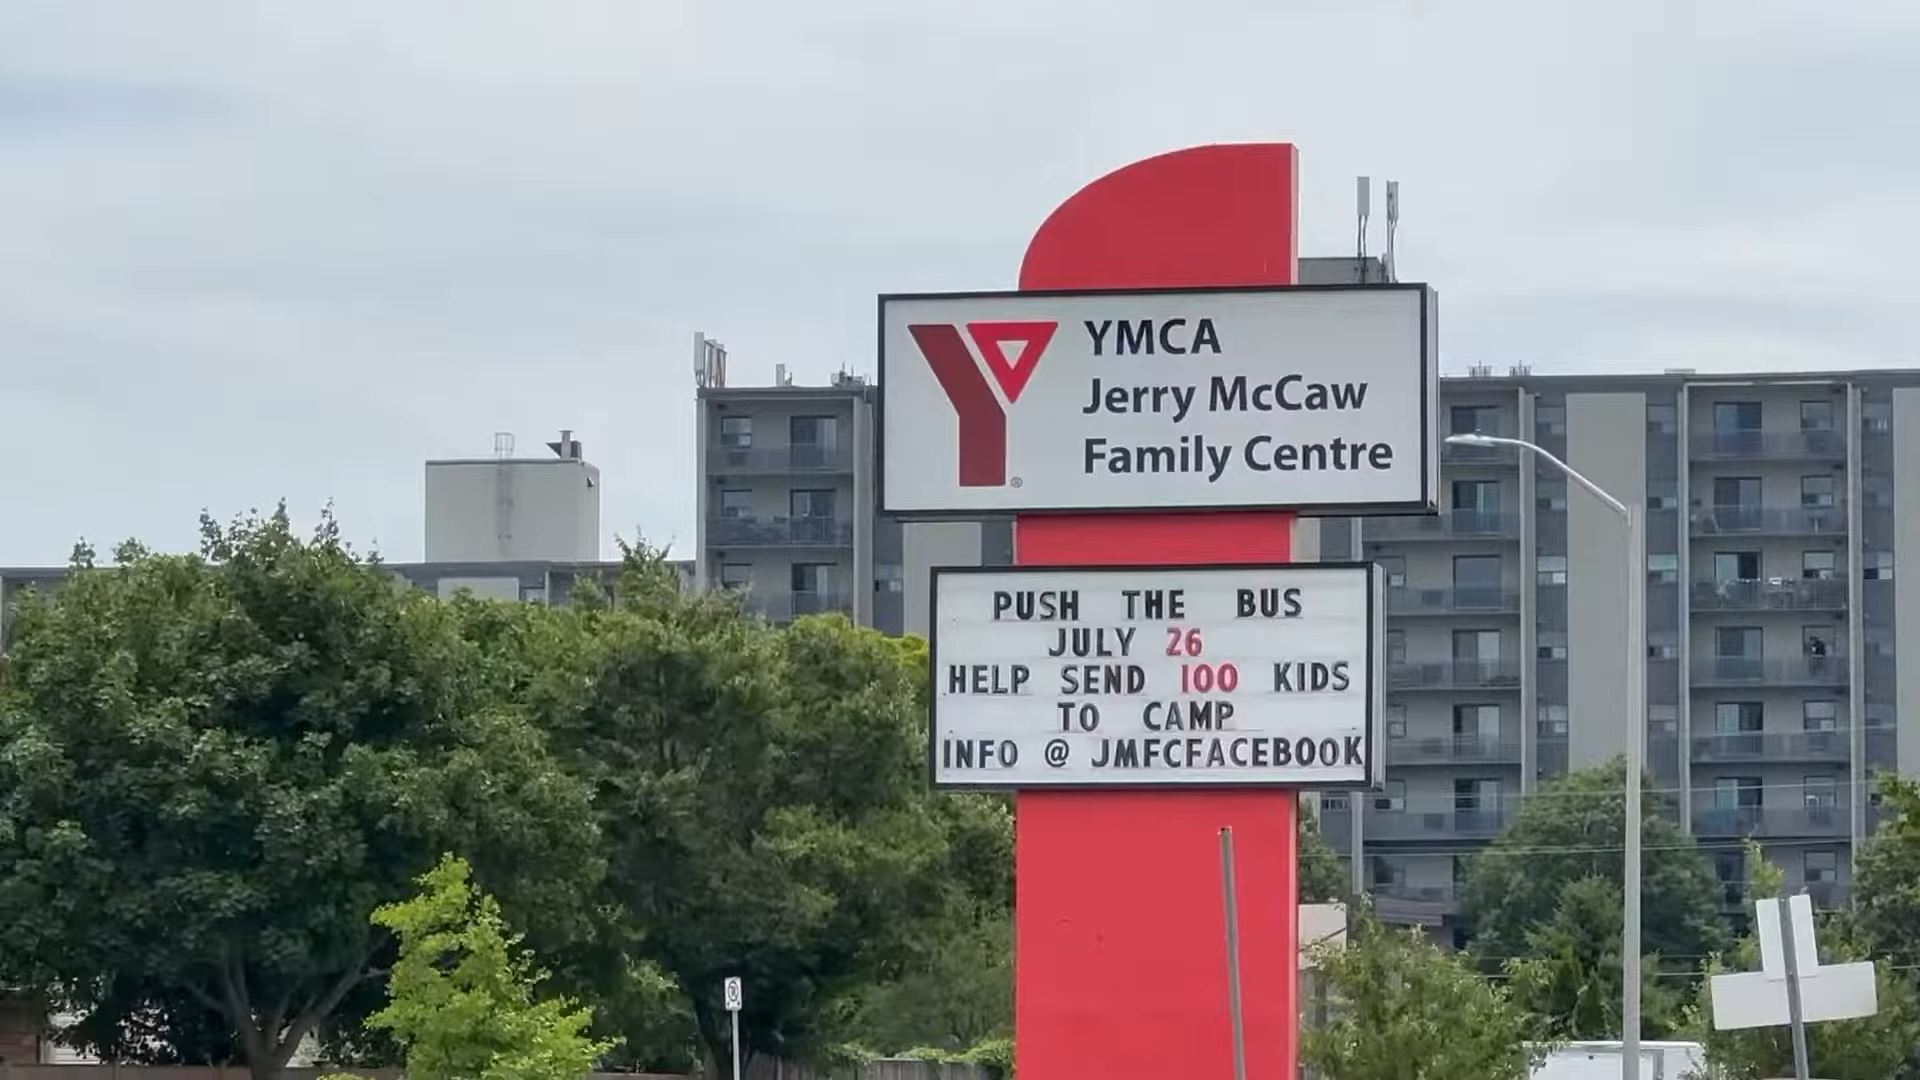 YMCA
Jerry McCaw
Family Centre
®
PUSH THE BUS
JULY 26
HELP SEND 100 KIDS
TO CAMP
INFO @ JMFCFACEBOOK